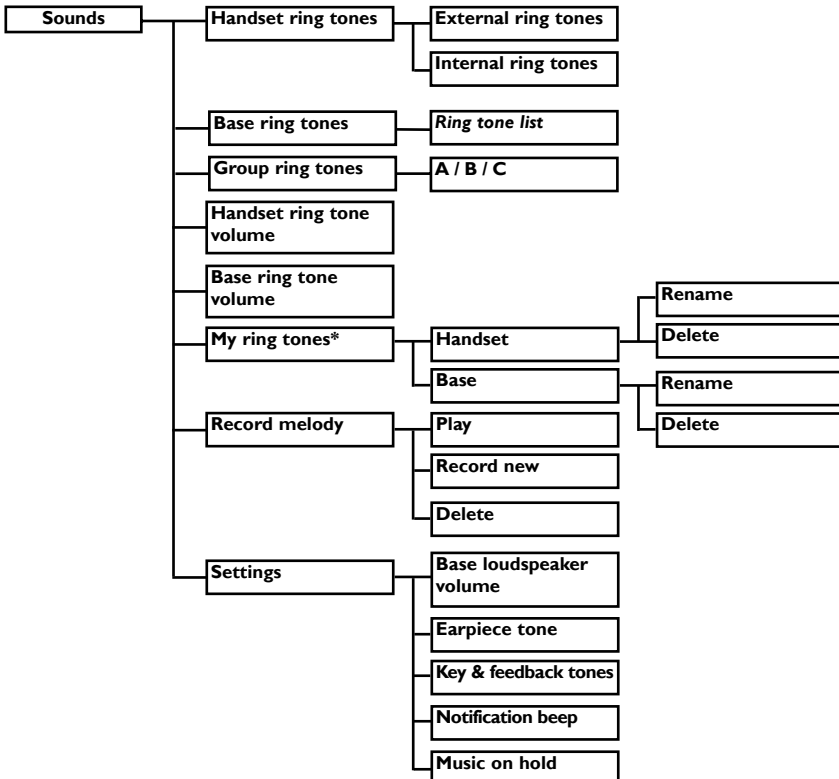 Sounds
Handset ring tones
External ring tones
Internal ring tones
Base ring tones
Ring tone list
Group ring tones
A / B / C
Handset ring tone
volume
Base ring tone
volume
My ring tones*
Handset
Rename
Delete
Base
Rename
Delete
Record melody
Play
Record new
Delete
Settings
Base loudspeaker
volume
Earpiece tone
Key & feedback tones
Notification beep
Music on hold